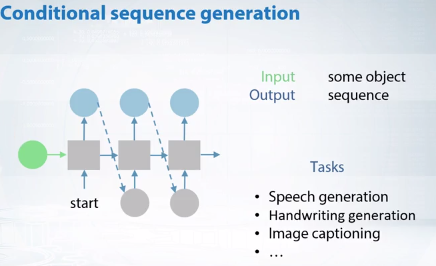 Conditional sequence generation
Input some object
Output sequence
start
Tasks
• Speech generation
• Handwriting generation
• Image captioning
• ...